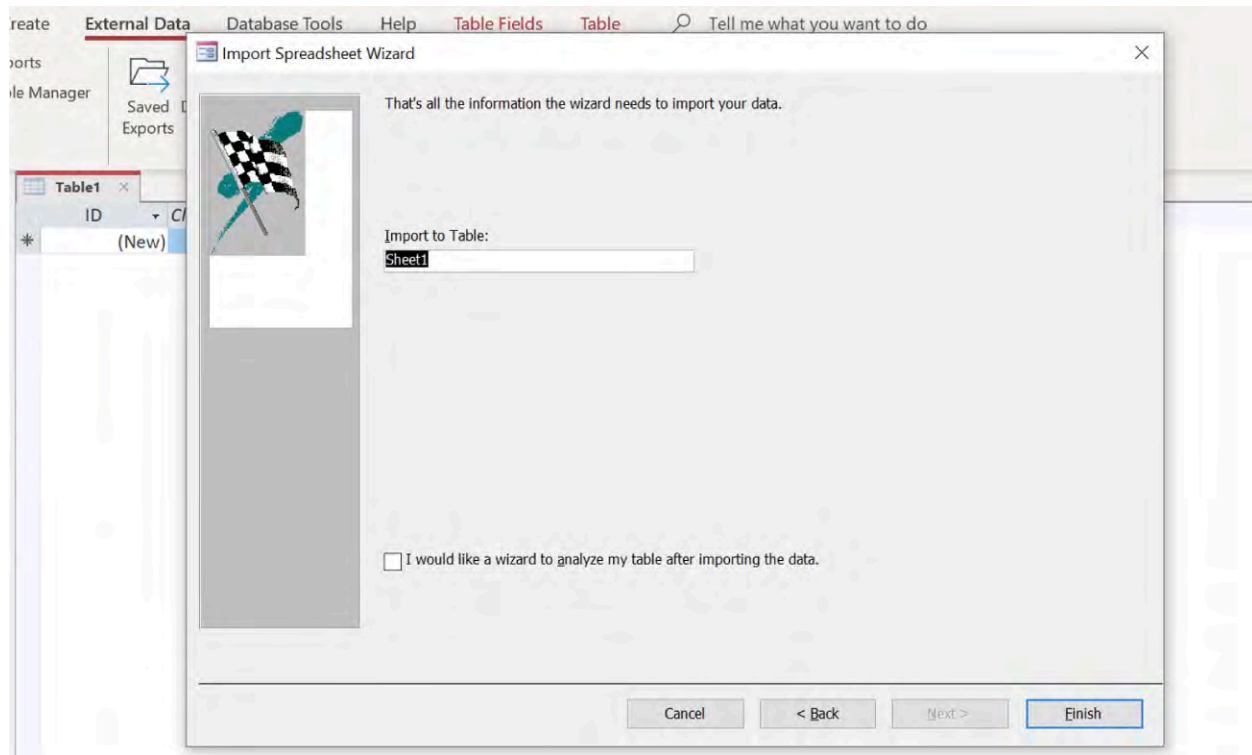 reate External Data Database Tools Help Table Fields Table Tell me what you want to do
Import Spreadsheet Wizard
ports
le Manager
Saved
Exports
That's all the information the wizard needs to import your data.
Table1
ID
(New)
Import to Table:
Sheet1
I would like a wizard to analyze my table after importing the data.
Cancel < Back Next > Finish